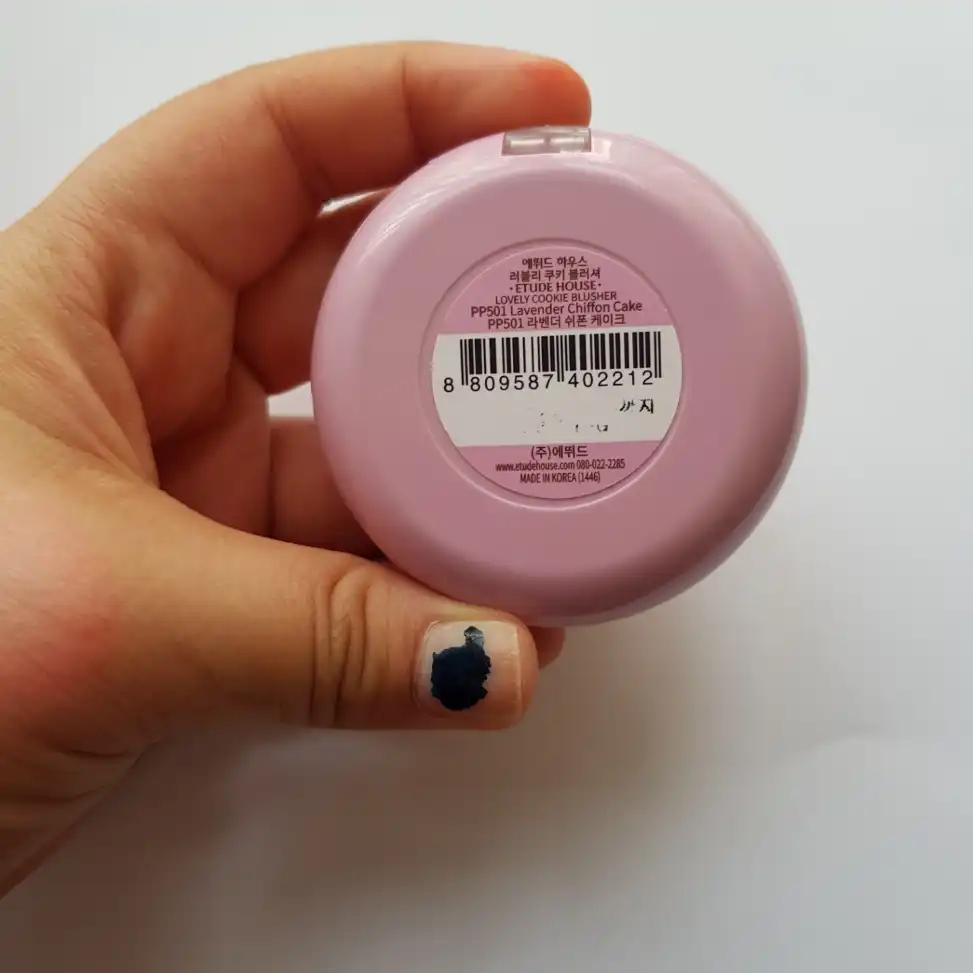 에뛰드 하우스
러블리 쿠키 블러셔
·ETUDE HOUSE·
LOVELY COOKIE BLUSHER
PP501 Lavender Chiffon Cake
PP501 라벤더 쉬폰 케이크
8 809587 402212
까지
(주)에뛰드
www.etudehouse.com 080-022-2285
MADE IN KOREA (1446)